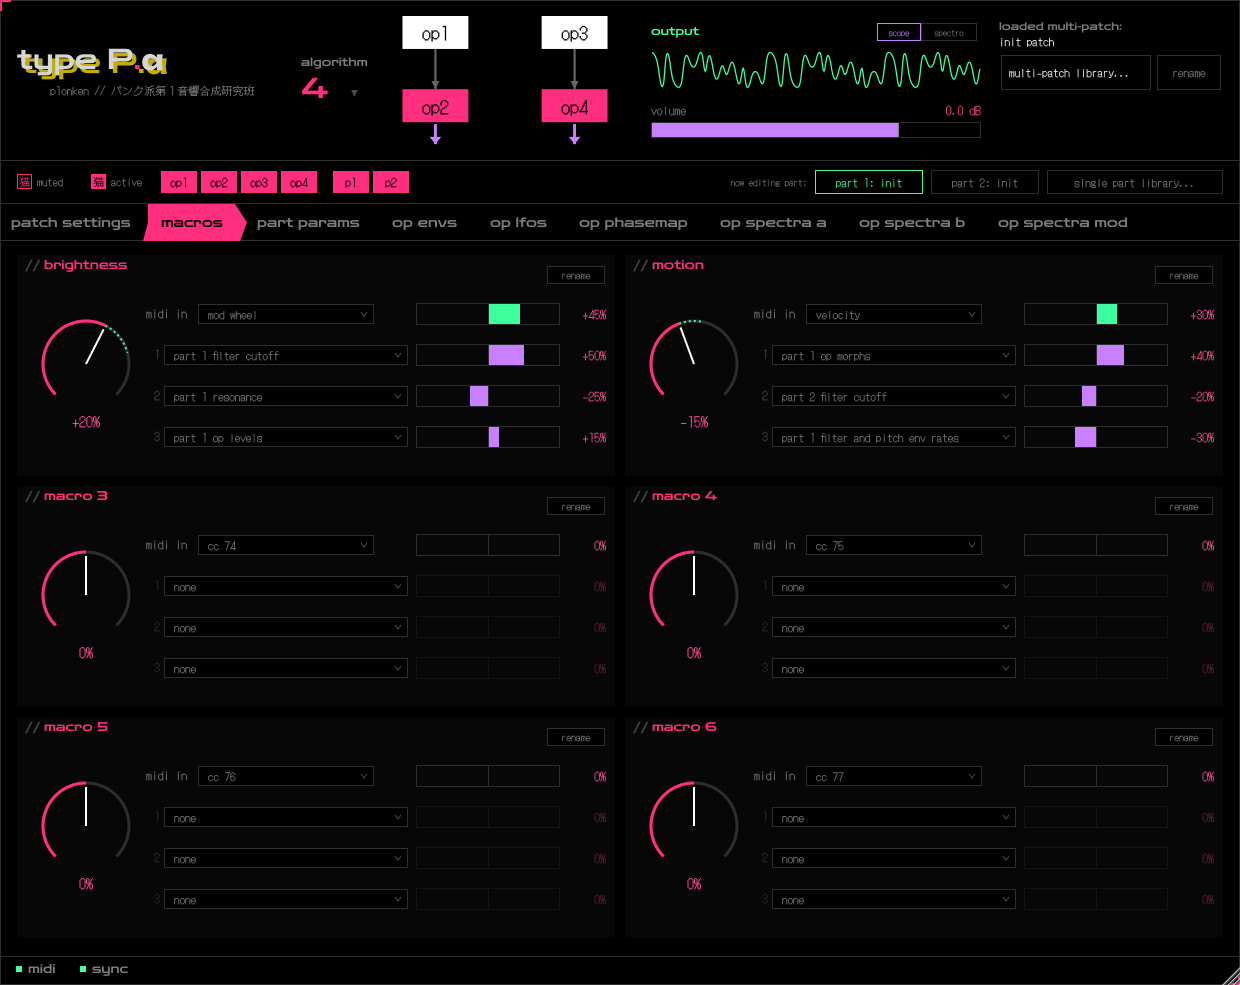 type P.a
plonken // パンク派第1音響合成研究班
algorithm
4
op1
op3
op2
op4
output
scope
spectro
volume
0.0 dB
loaded multi-patch:
init patch
multi-patch library...
rename
猫 muted
猫 active
op1
op2
op3
op4
p1
p2
now editing part:
part 1: init
part 2: init
single part library...
patch settings
macros
part params
op envs
op lfos
op phasemap
op spectra a
op spectra b
op spectra mod
// brightness
rename
midi in
mod wheel
+45%
1
part 1 filter cutoff
+50%
2
part 1 resonance
-25%
3
part 1 op levels
+15%
+20%
// motion
rename
midi in
velocity
+30%
1
part 1 op morphs
+40%
2
part 2 filter cutoff
-20%
3
part 1 filter and pitch env rates
-30%
-15%
// macro 3
rename
midi in
cc 74
0%
1
none
0%
2
none
0%
3
none
0%
0%
// macro 4
rename
midi in
cc 75
0%
1
none
0%
2
none
0%
3
none
0%
0%
// macro 5
rename
midi in
cc 76
0%
1
none
0%
2
none
0%
3
none
0%
0%
// macro 6
rename
midi in
cc 77
0%
1
none
0%
2
none
0%
3
none
0%
0%
midi
sync